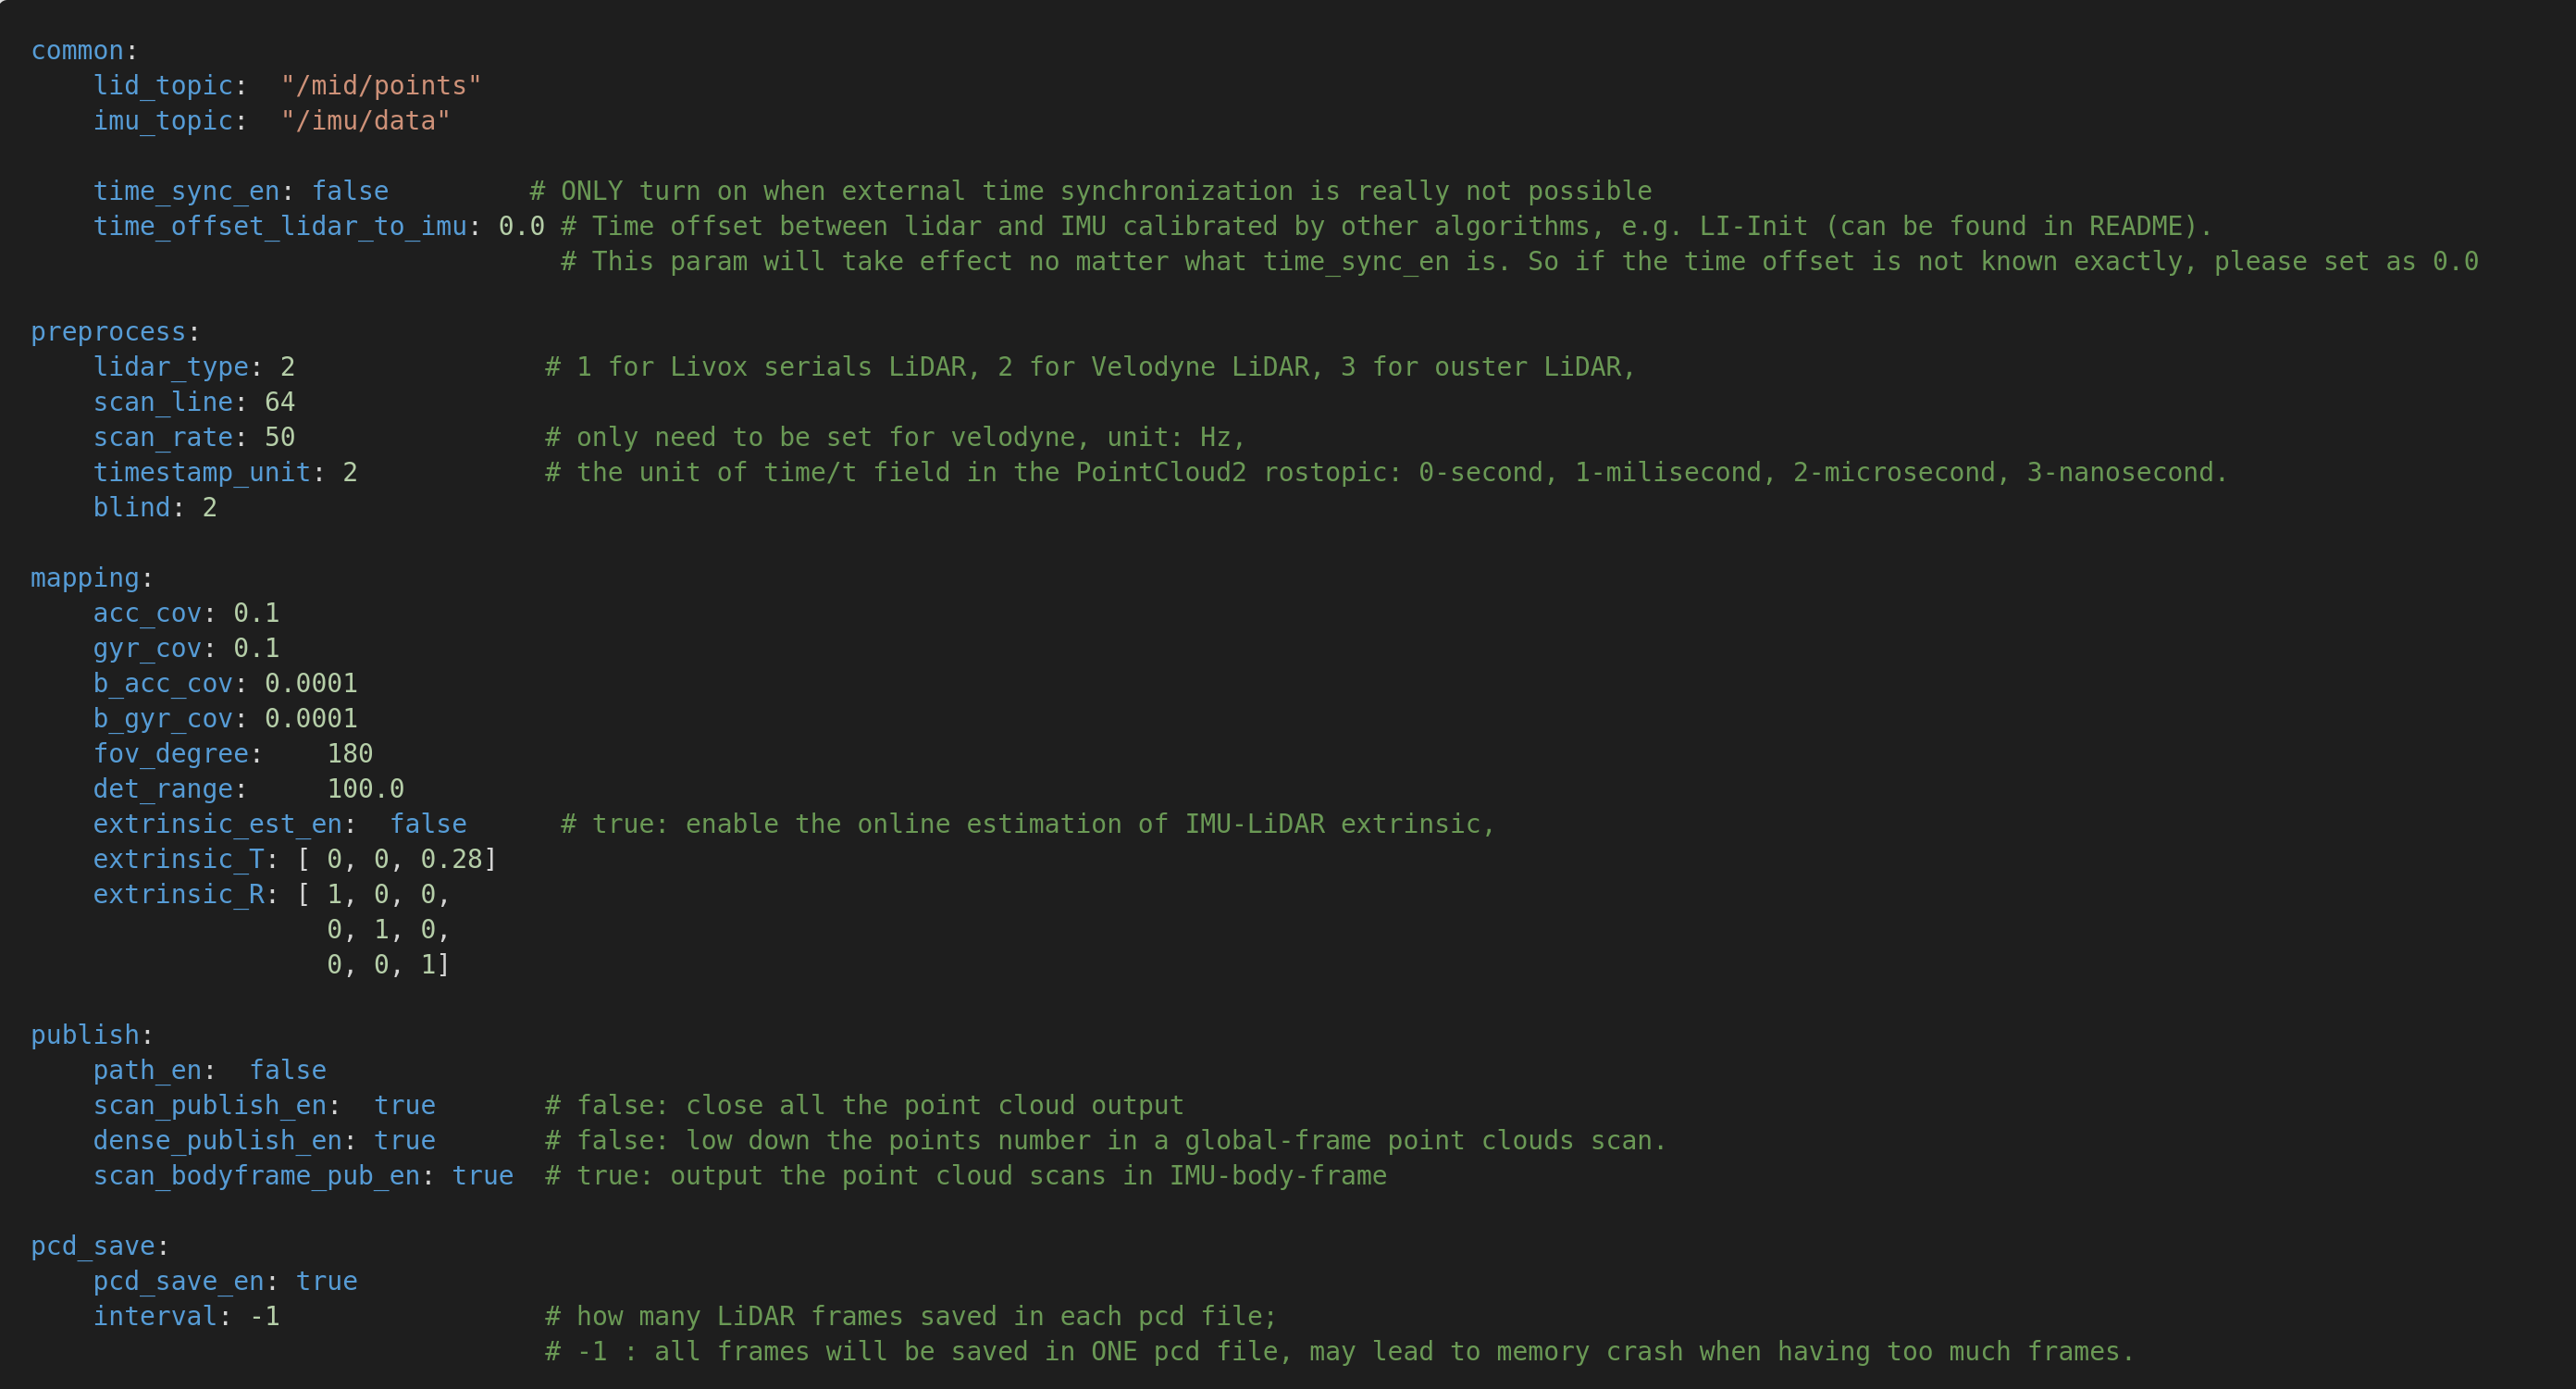 common:
    lid_topic:  "/mid/points"
    imu_topic:  "/imu/data"
    time_sync_en: false         # ONLY turn on when external time synchronization is really not possible
    time_offset_lidar_to_imu: 0.0 # Time offset between lidar and IMU calibrated by other algorithms, e.g. LI-Init (can be found in README).
                                  # This param will take effect no matter what time_sync_en is. So if the time offset is not known exactly, please set as 0.0
preprocess:
    lidar_type: 2                # 1 for Livox serials LiDAR, 2 for Velodyne LiDAR, 3 for ouster LiDAR,
    scan_line: 64
    scan_rate: 50                # only need to be set for velodyne, unit: Hz,
    timestamp_unit: 2            # the unit of time/t field in the PointCloud2 rostopic: 0-second, 1-milisecond, 2-microsecond, 3-nanosecond.
    blind: 2
mapping:
    acc_cov: 0.1
    gyr_cov: 0.1
    b_acc_cov: 0.0001
    b_gyr_cov: 0.0001
    fov_degree:    180
    det_range:     100.0
    extrinsic_est_en:  false      # true: enable the online estimation of IMU-LiDAR extrinsic,
    extrinsic_T: [ 0, 0, 0.28]
    extrinsic_R: [ 1, 0, 0,
                   0, 1, 0,
                   0, 0, 1]
publish:
    path_en:  false
    scan_publish_en:  true       # false: close all the point cloud output
    dense_publish_en: true       # false: low down the points number in a global-frame point clouds scan.
    scan_bodyframe_pub_en: true  # true: output the point cloud scans in IMU-body-frame
pcd_save:
    pcd_save_en: true
    interval: -1                 # how many LiDAR frames saved in each pcd file;
                                 # -1 : all frames will be saved in ONE pcd file, may lead to memory crash when having too much frames.